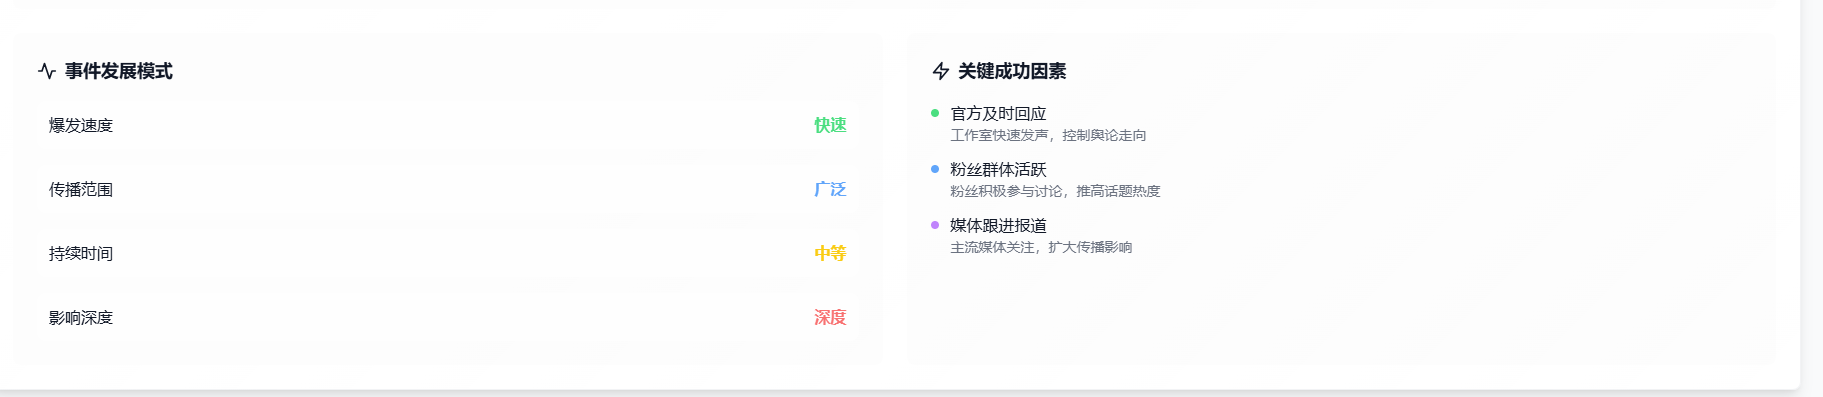 事件发展模式
爆发速度 快速
传播范围 广泛
持续时间 中等
影响深度 深度
关键成功因素
官方及时回应
工作室快速发声，控制舆论走向
粉丝群体活跃
粉丝积极参与讨论，推高话题热度
媒体跟进报道
主流媒体关注，扩大传播影响